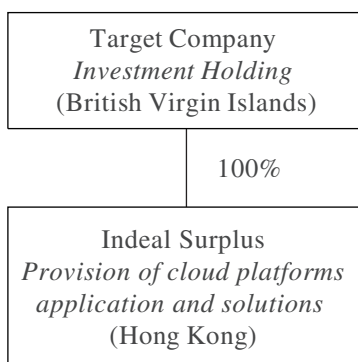 Target Company
Investment Holding
(British Virgin Islands)
100%
Indeal Surplus
Provision of cloud platforms
application and solutions
(Hong Kong)